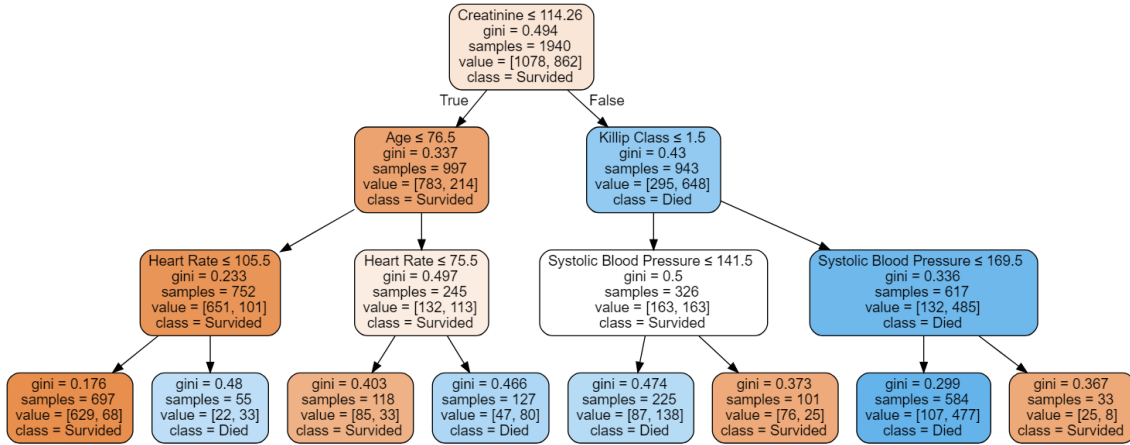 Creatinine ≤ 114.26
gini = 0.494
samples = 1940
value = [1078, 862]
class = Survided
True
False
Age ≤ 76.5
gini = 0.337
samples = 997
value = [783, 214]
class = Survided
Killip Class ≤ 1.5
gini = 0.43
samples = 943
value = [295, 648]
class = Died
Heart Rate ≤ 105.5
gini = 0.233
samples = 752
value = [651, 101]
class = Survided
Heart Rate ≤ 75.5
gini = 0.497
samples = 245
value = [132, 113]
class = Survided
Systolic Blood Pressure ≤ 141.5
gini = 0.5
samples = 326
value = [163, 163]
class = Survided
Systolic Blood Pressure ≤ 169.5
gini = 0.336
samples = 617
value = [132, 485]
class = Died
gini = 0.176
samples = 697
value = [629, 68]
class = Survided
gini = 0.48
samples = 55
value = [22, 33]
class = Died
gini = 0.403
samples = 118
value = [85, 33]
class = Survided
gini = 0.466
samples = 127
value = [47, 80]
class = Died
gini = 0.474
samples = 225
value = [87, 138]
class = Died
gini = 0.373
samples = 101
value = [76, 25]
class = Survided
gini = 0.299
samples = 584
value = [107, 477]
class = Died
gini = 0.367
samples = 33
value = [25, 8]
class = Survided